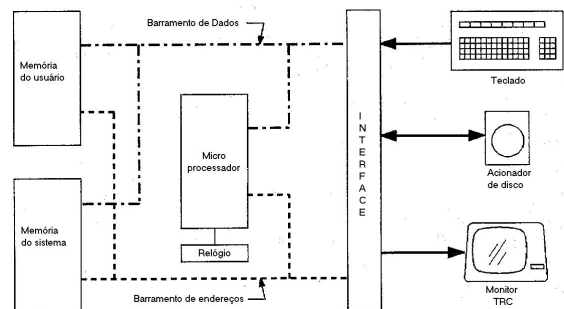 Barramento de Dados
Memória
do usuário
Teclado
Micro
processador
INTERFACE
Acionador
de disco
Memória
do sistema
Relógio
Barramento de endereços
Monitor
TRC